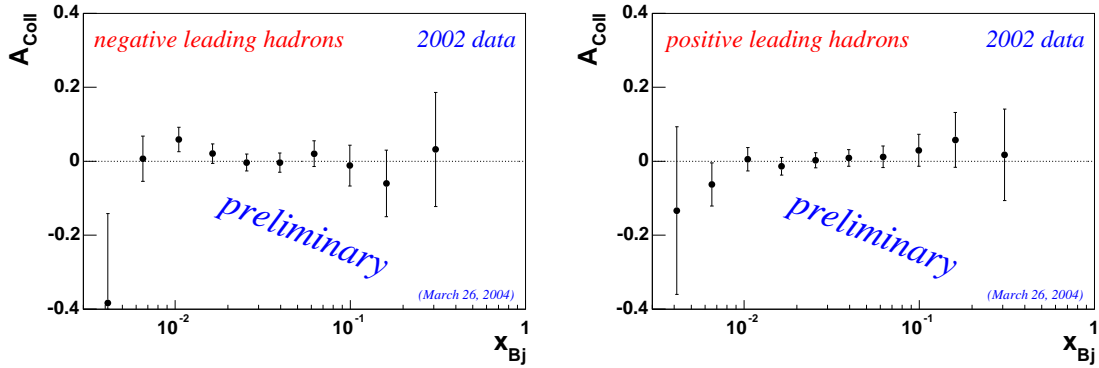 A_Coll
0.4
negative leading hadrons 2002 data
0.2
0
-0.2
preliminary
(March 26, 2004)
-0.4
10^-2 10^-1 1
x_Bj
A_Coll
0.4
positive leading hadrons 2002 data
0.2
0
-0.2
preliminary
(March 26, 2004)
-0.4
10^-2 10^-1 1
x_Bj